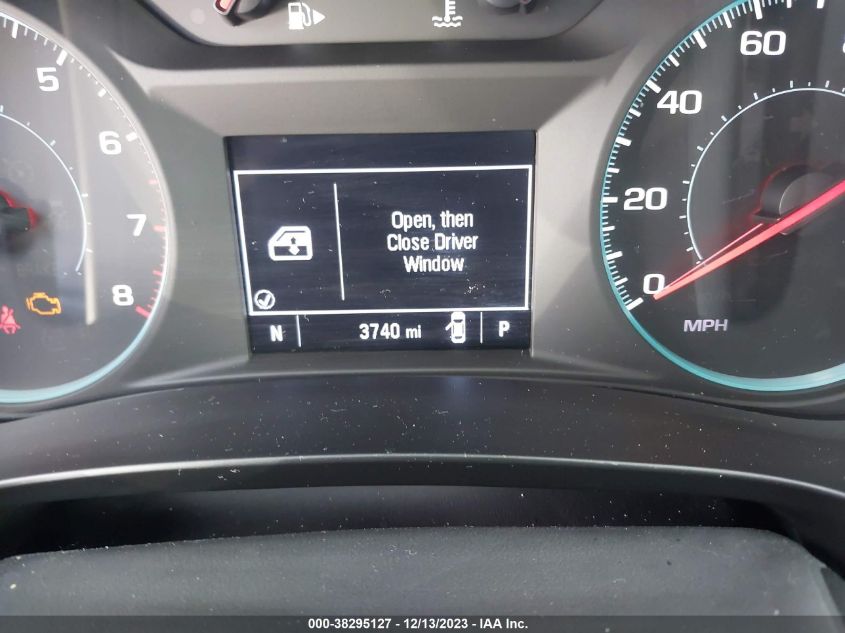 5
6
7
8
Open, then
Close Driver
Window
N 3740 mi P
0
20
40
60
MPH
000-38295127 - 12/13/2023 - IAA Inc.